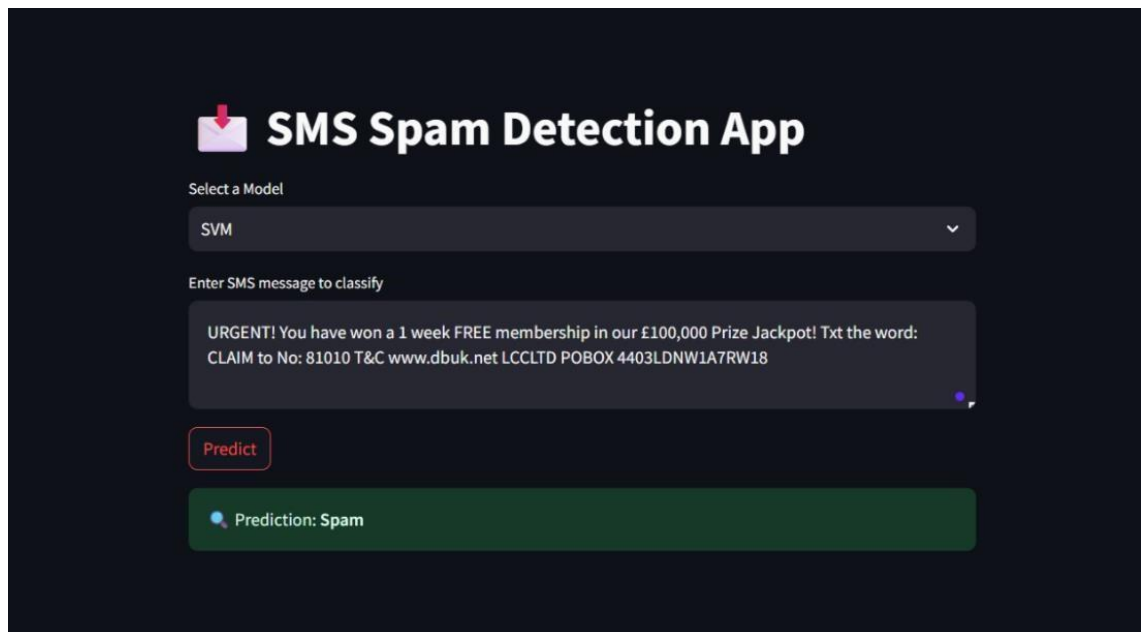 SMS Spam Detection App
Select a Model
SVM
Enter SMS message to classify
URGENT! You have won a 1 week FREE membership in our £100,000 Prize Jackpot! Txt the word:
CLAIM to No: 81010 T&C www.dbuk.net LCCLTD POBOX 4403LDNW1A7RW18
Predict
Prediction: Spam